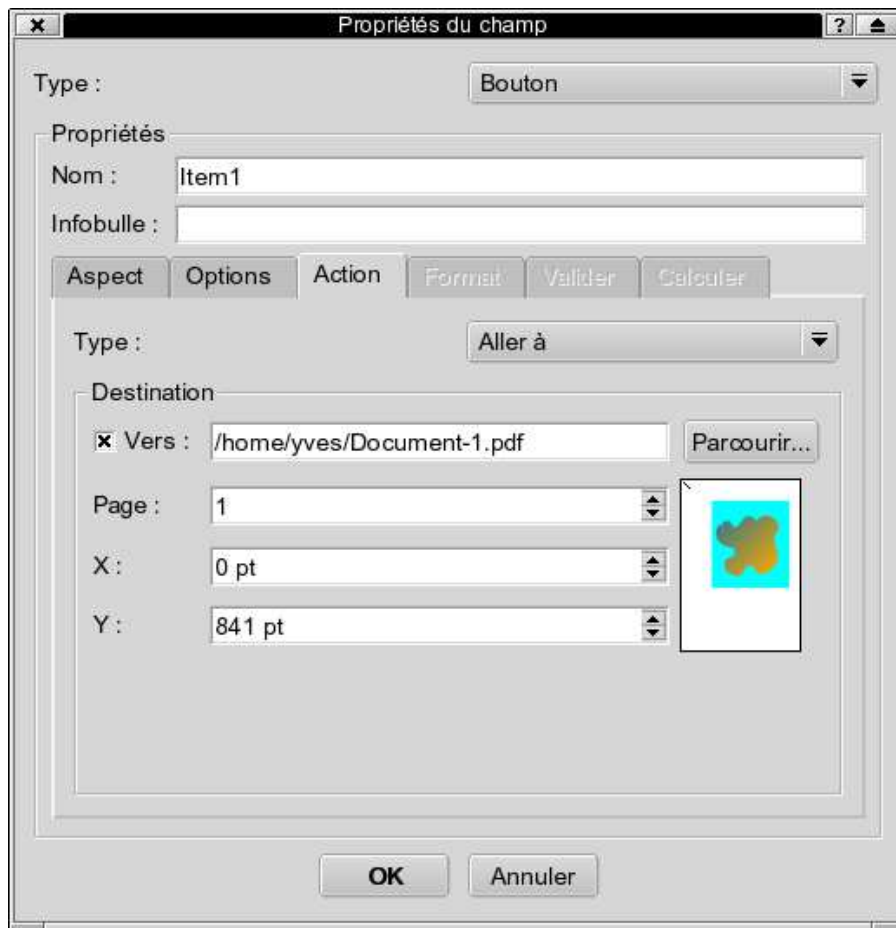 Propriétés du champ ?
Type : Bouton
Propriétés
Nom : Item1
Infobulle :
Aspect Options Action Format Valider Calculer
Type : Aller à
Destination
Vers : /home/yves/Document-1.pdf Parcourir...
Page : 1
X : 0 pt
Y : 841 pt
OK Annuler